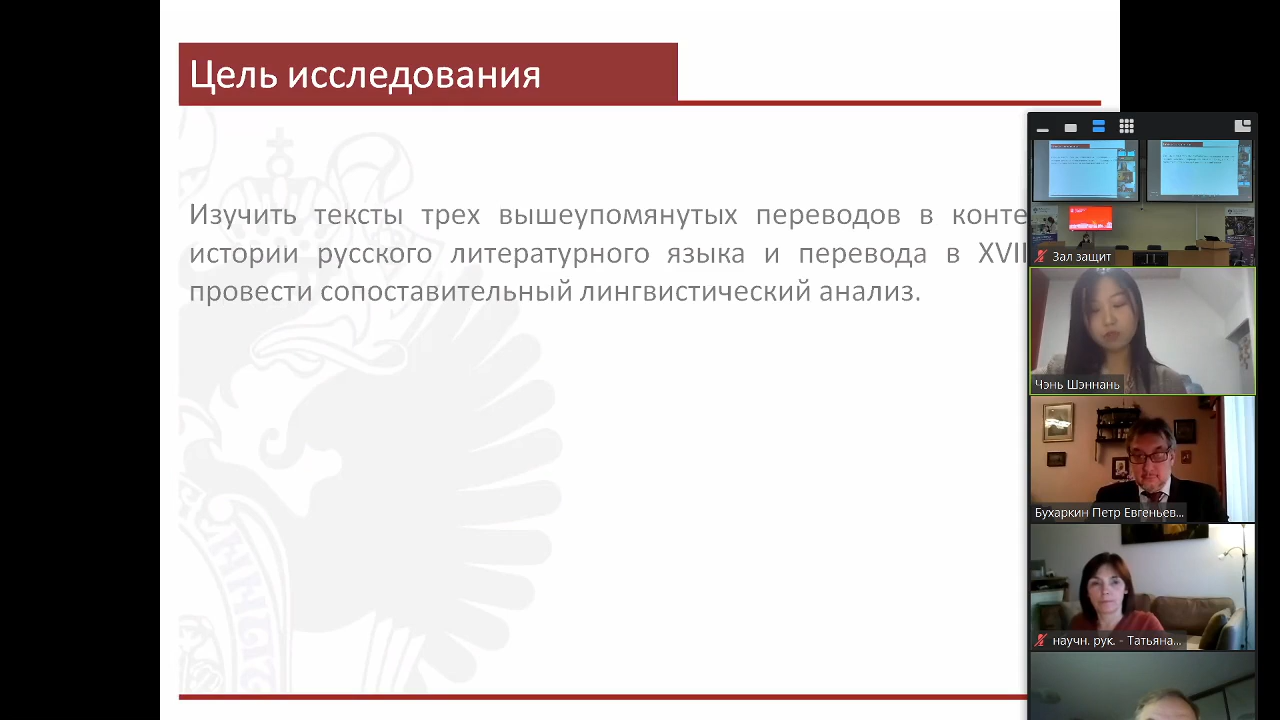 Цель исследования
Изучить тексты трех вышеупомянутых переводов в конте
истории русского литературного языка и перевода в XVII
провести сопоставительный лингвистический анализ.
Зал защит
Чэнь Шэннань
Бухаркин Петр Евгеньев...
научн. рук. - Татьяна...